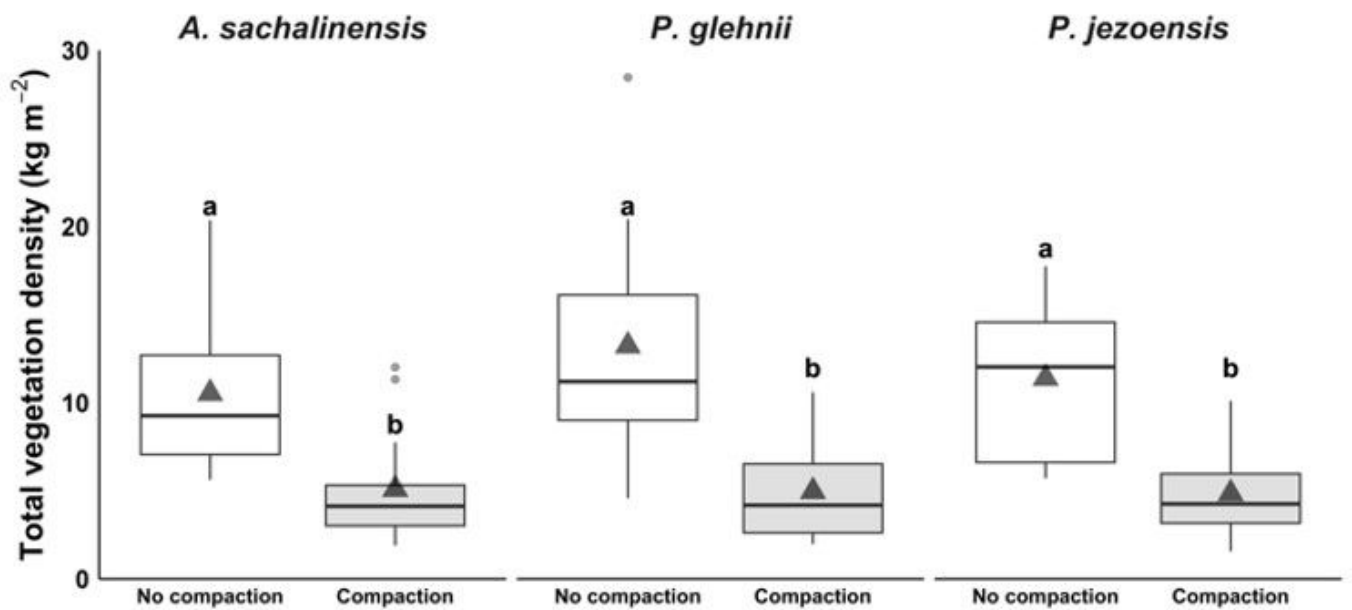 A. sachalinensis P. glehnii P. jezoensis
Total vegetation density (kg m⁻²)
30
20
10
0
a
b
a
b
a
b
No compaction Compaction No compaction Compaction No compaction Compaction